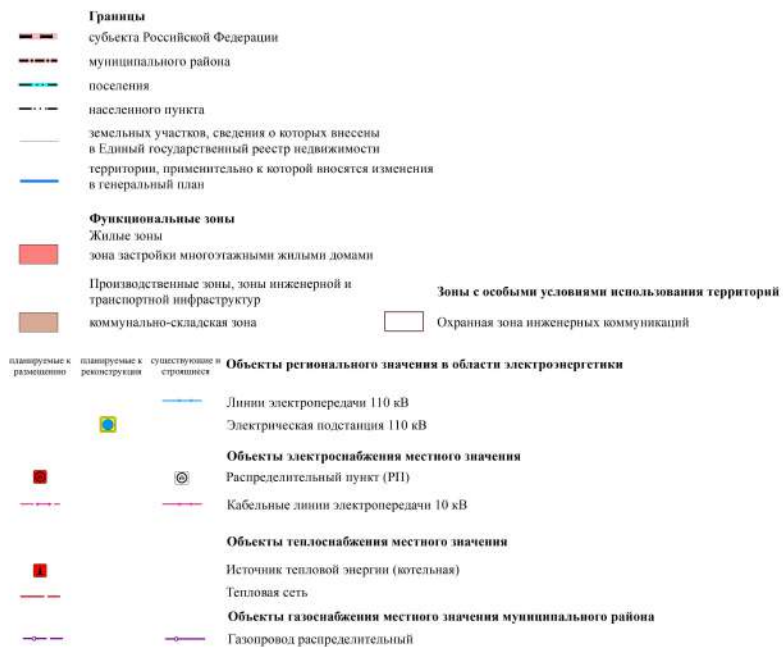 Границы
субъекта Российской Федерации
муниципального района
поселения
населенного пункта
земельных участков, сведения о которых внесены
в Единый государственный реестр недвижимости
территории, применительно к которой вносятся изменения
в генеральный план
Функциональные зоны
Жилые зоны
зона застройки многоэтажными жилыми домами
Производственные зоны, зоны инженерной и
транспортной инфраструктур
Зоны с особыми условиями использования территорий
коммунально-складская зона
Охранная зона инженерных коммуникаций
планируемые к
размещению
планируемые к
реконструкция
существующие и
строящиеся
Объекты регионального значения в области электроэнергетики
Линии электропередачи 110 кВ
Электрическая подстанция 110 кВ
Объекты электроснабжения местного значения
Распределительный пункт (РП)
Кабельные линии электропередачи 10 кВ
Объекты теплоснабжения местного значения
Источник тепловой энергии (котельная)
Тепловая сеть
Объекты газоснабжения местного значения муниципального района
Газопровод распределительный